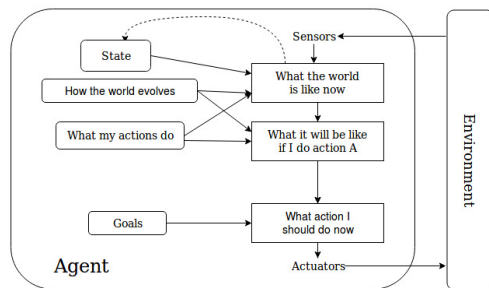 Sensors
State
What the world
is like now
How the world evolves
What my actions do
What it will be like
if I do action A
Environment
Goals
What action I
should do now
Agent
Actuators